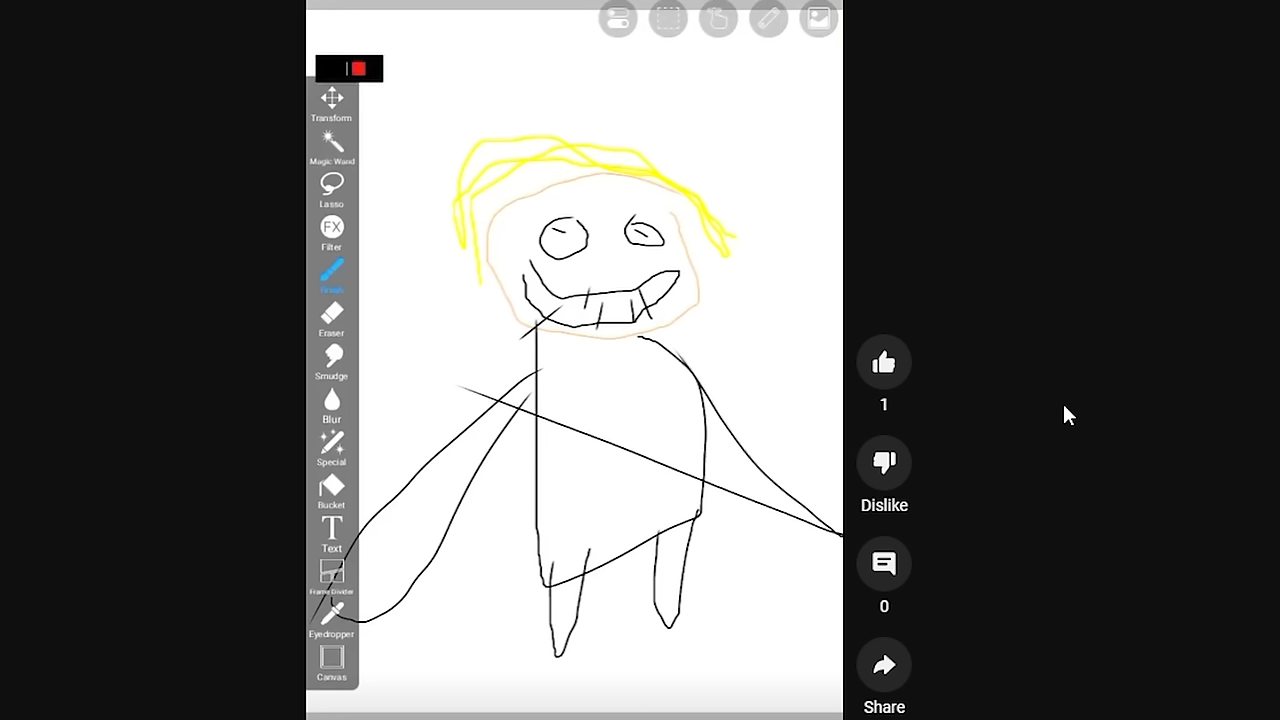 Transform
Magic Wand
Lasso
FX
Filter
Brush
Eraser
Smudge
Blur
Special
Bucket
T
Text
Frame Divider
Eyedropper
Canvas
1
Dislike
0
Share